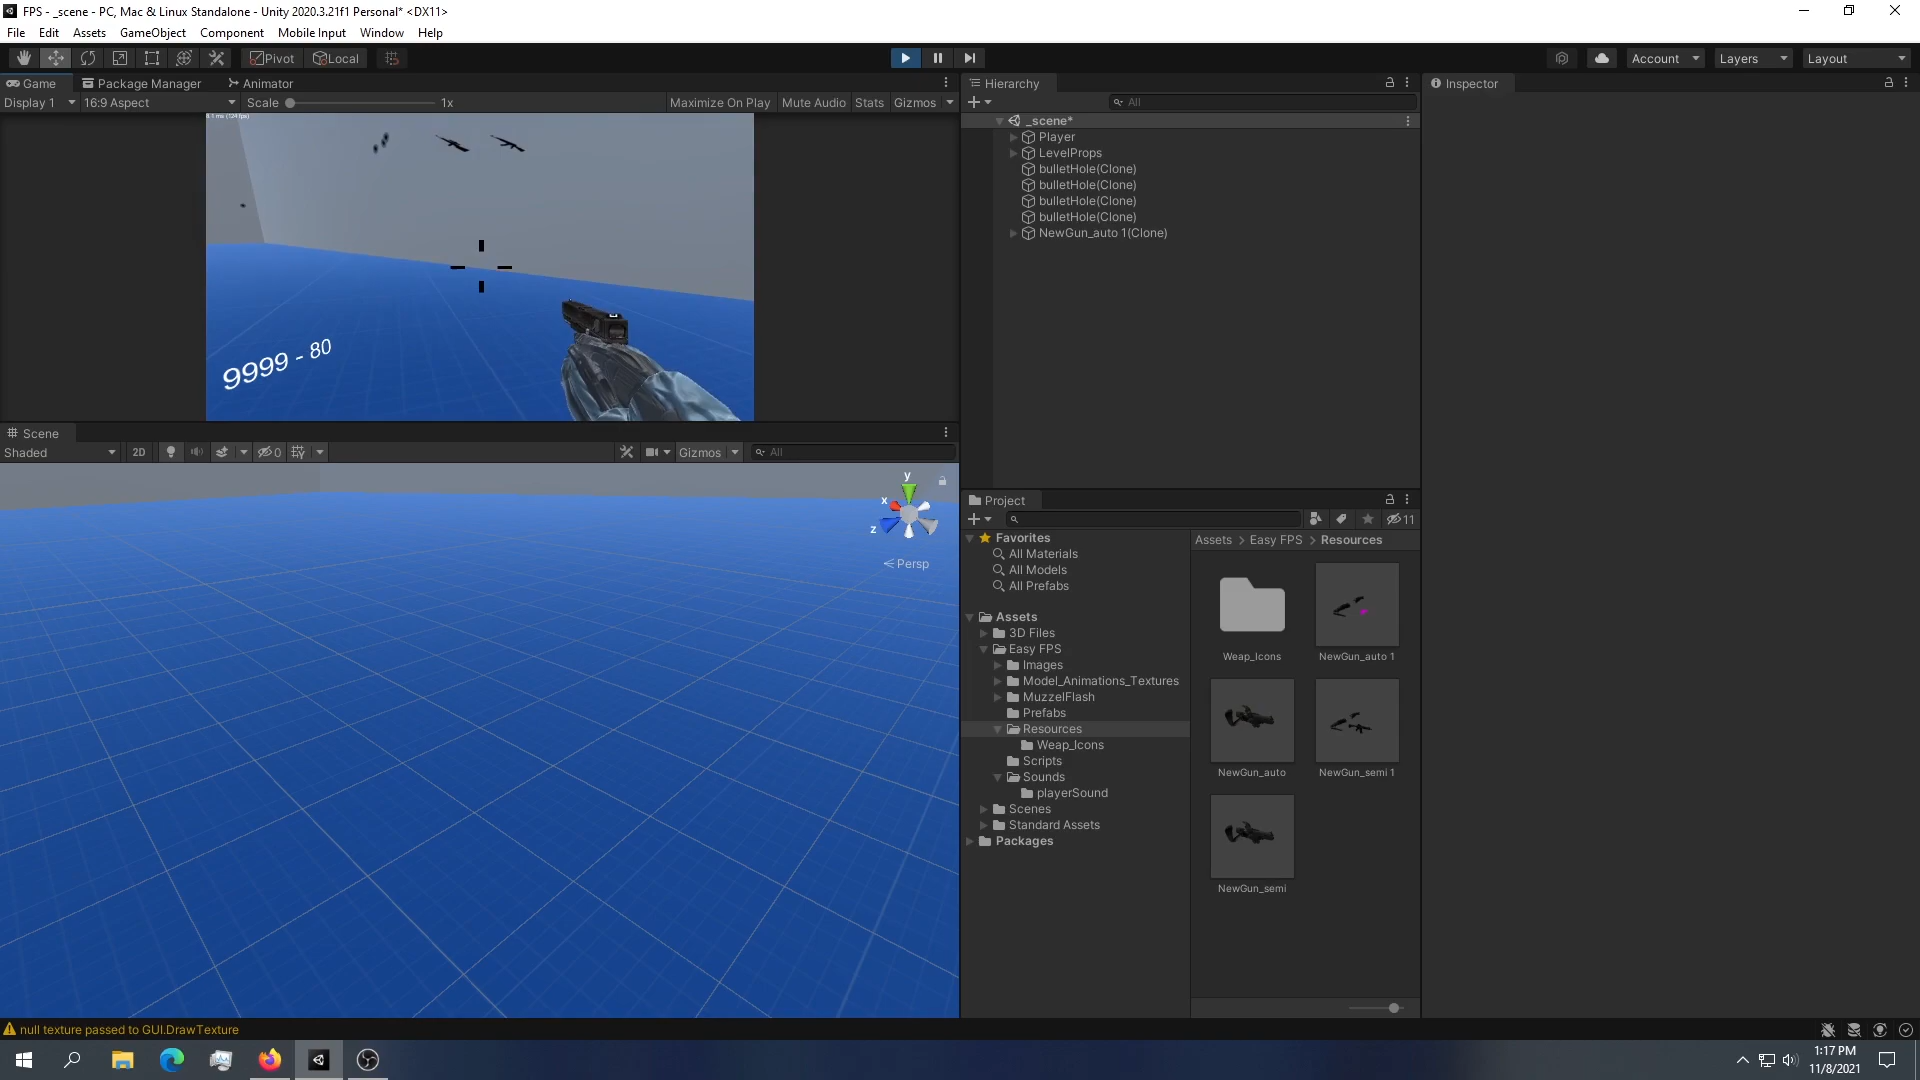 FPS - _scene - PC, Mac & Linux Standalone - Unity 2020.3.21f1 Personal* <DX11>
File Edit Assets GameObject Component Mobile Input Window Help
Pivot Local Account Layers Layout
Game Package Manager Animator
Display 1 16:9 Aspect Scale 1x Maximize On Play Mute Audio Stats Gizmos
9999 - 80
Scene
Shaded 2D 0 Gizmos All
y
x
z
Persp
Hierarchy
All
_scene*
Player
LevelProps
bulletHole(Clone)
bulletHole(Clone)
bulletHole(Clone)
bulletHole(Clone)
NewGun_auto 1(Clone)
Project
11
Favorites
All Materials
All Models
All Prefabs
Assets
3D Files
Easy FPS
Images
Model_Animations_Textures
MuzzelFlash
Prefabs
Resources
Weap_Icons
Scripts
Sounds
playerSound
Scenes
Standard Assets
Packages
Assets > Easy FPS > Resources
Weap_Icons NewGun_auto 1
NewGun_auto NewGun_semi 1
NewGun_semi
Inspector
null texture passed to GUI.DrawTexture
1:17 PM
11/8/2021